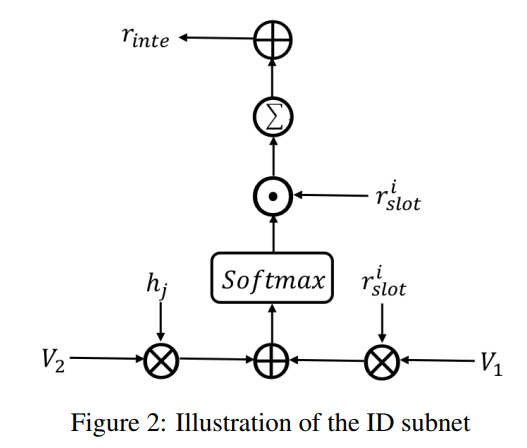 r_inte
Σ
r^i_slot
Softmax
h_j
r^i_slot
V_2
V_1
Figure 2: Illustration of the ID subnet